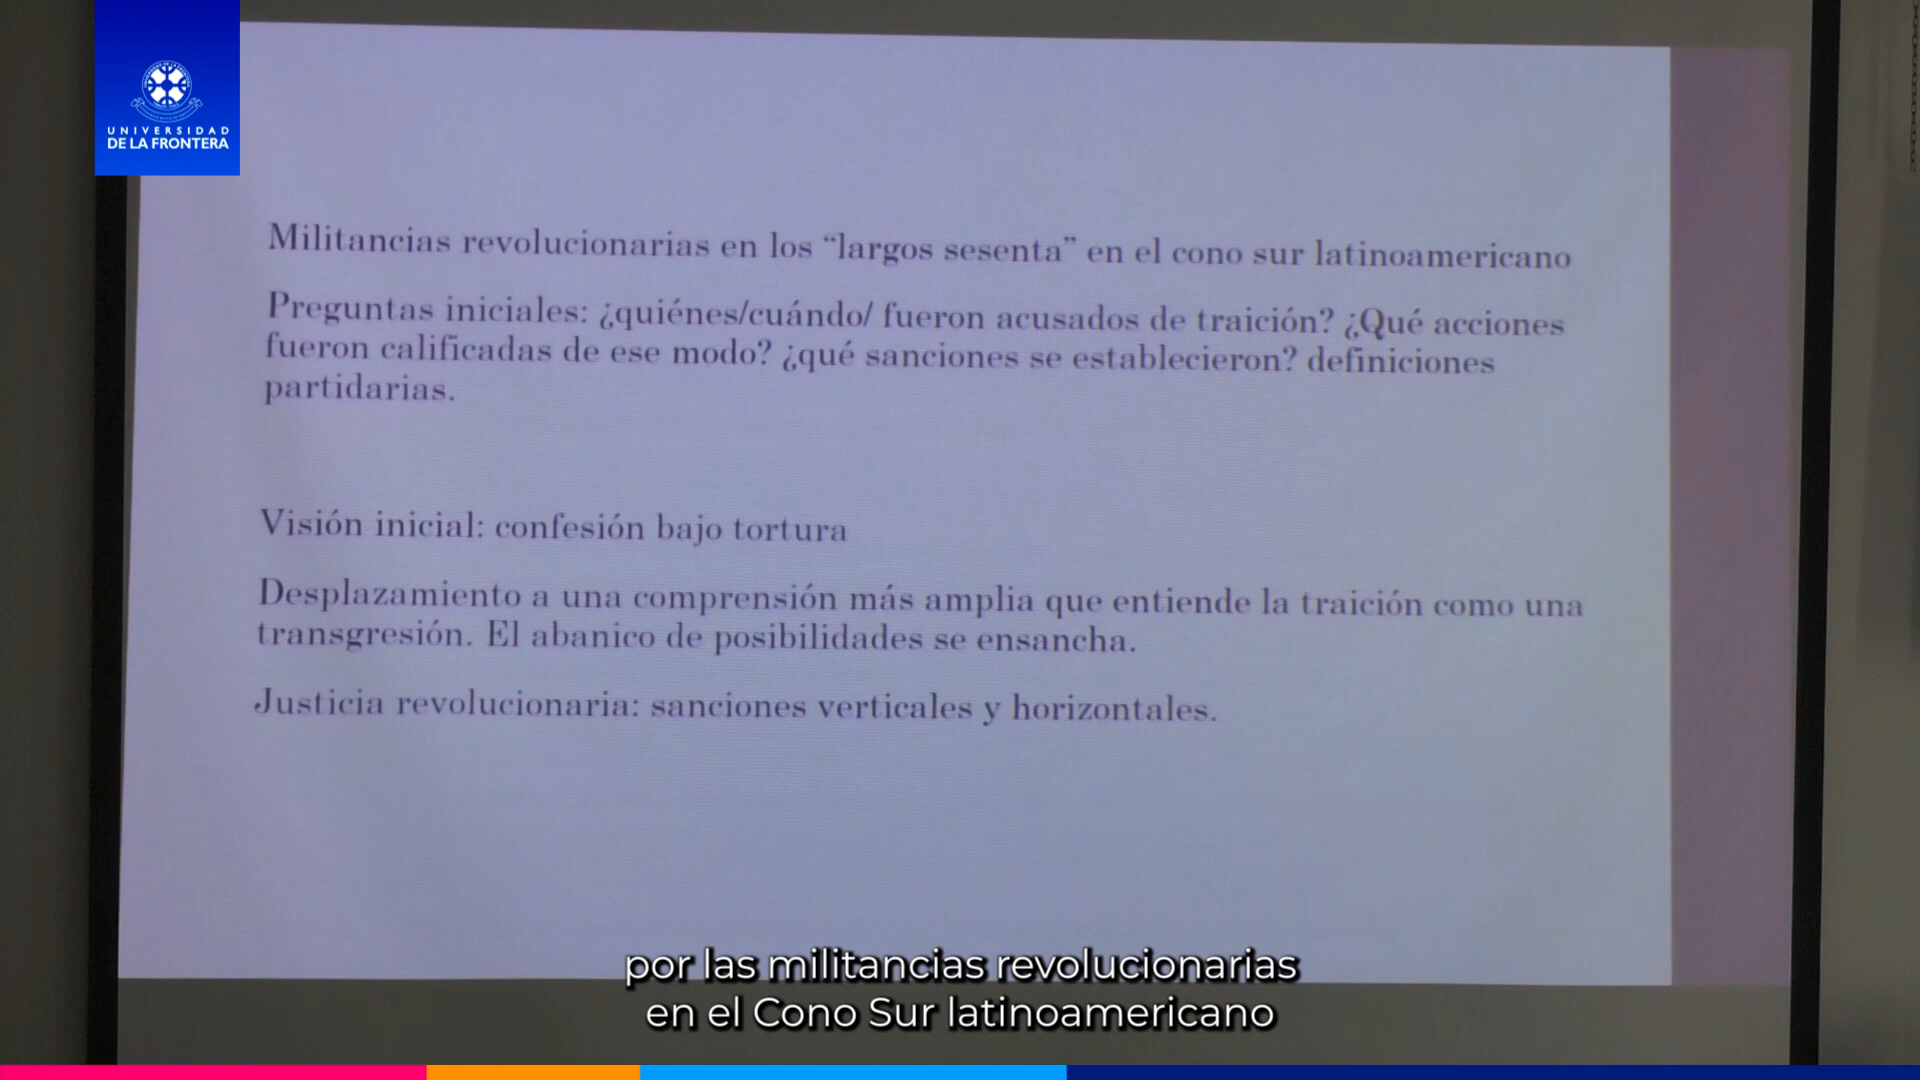 UNIVERSIDAD
DE LA FRONTERA
Militancias revolucionarias en los “largos sesenta” en el cono sur latinoamericano
Preguntas iniciales: ¿quiénes/cuándo/ fueron acusados de traición? ¿Qué acciones
fueron calificadas de ese modo? ¿qué sanciones se establecieron? definiciones
partidarias.
Visión inicial: confesión bajo tortura
Desplazamiento a una comprensión más amplia que entiende la traición como una
transgresión. El abanico de posibilidades se ensancha.
Justicia revolucionaria: sanciones verticales y horizontales.
por las militancias revolucionarias
en el Cono Sur latinoamericano